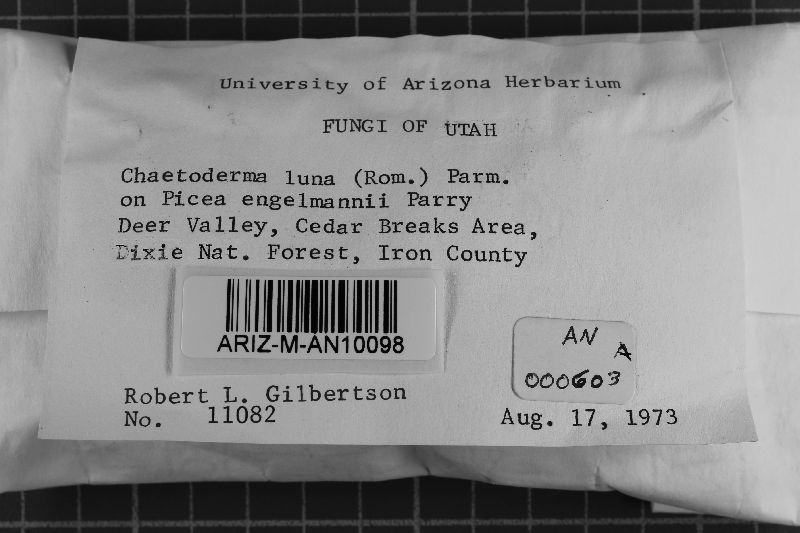 University of Arizona Herbarium
FUNGI OF UTAH
Chaetoderma luna (Rom.) Parm.
on Picea engelmannii Parry
Deer Valley, Cedar Breaks Area,
Dixie Nat. Forest, Iron County
ARIZ-M-AN10098
AN
A
000603
Robert L. Gilbertson
No. 11082
Aug. 17, 1973